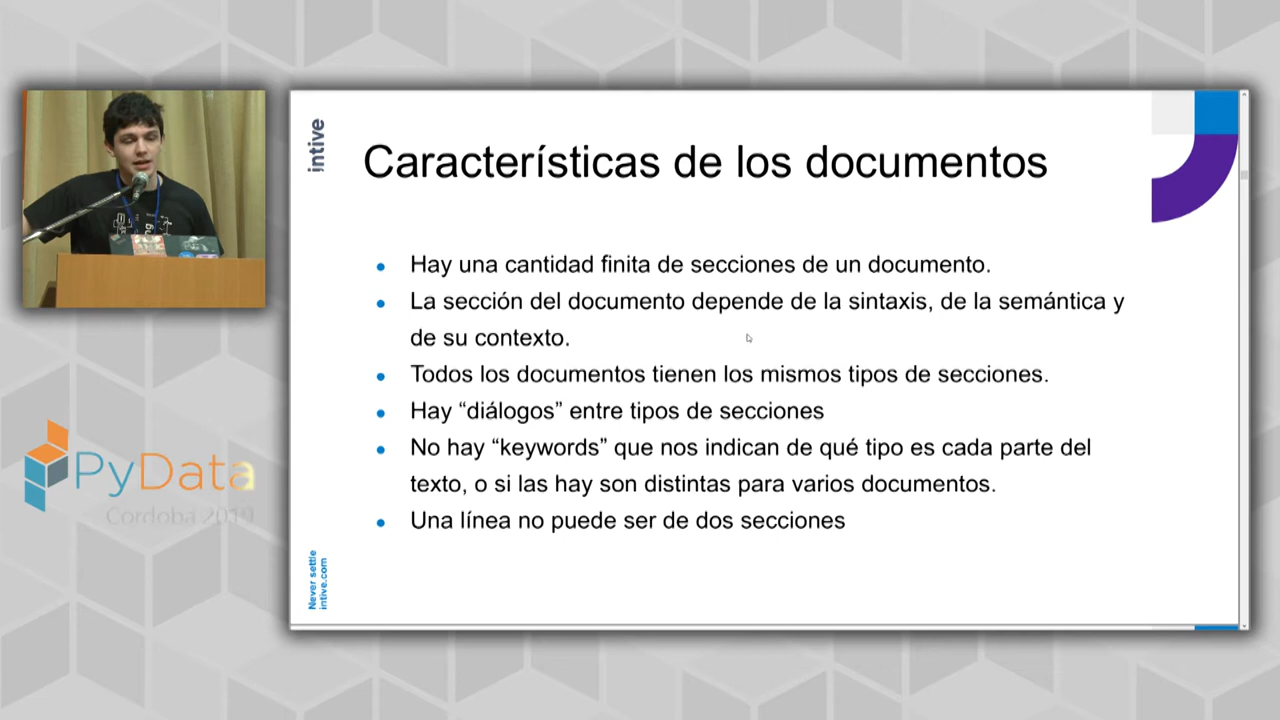 intive
Características de los documentos
Hay una cantidad finita de secciones de un documento.
La sección del documento depende de la sintaxis, de la semántica y
de su contexto.
Todos los documentos tienen los mismos tipos de secciones.
Hay “diálogos” entre tipos de secciones
No hay “keywords” que nos indican de qué tipo es cada parte del
texto, o si las hay son distintas para varios documentos.
Una línea no puede ser de dos secciones
Never settle
intive.com
PyData
Cordoba 2019